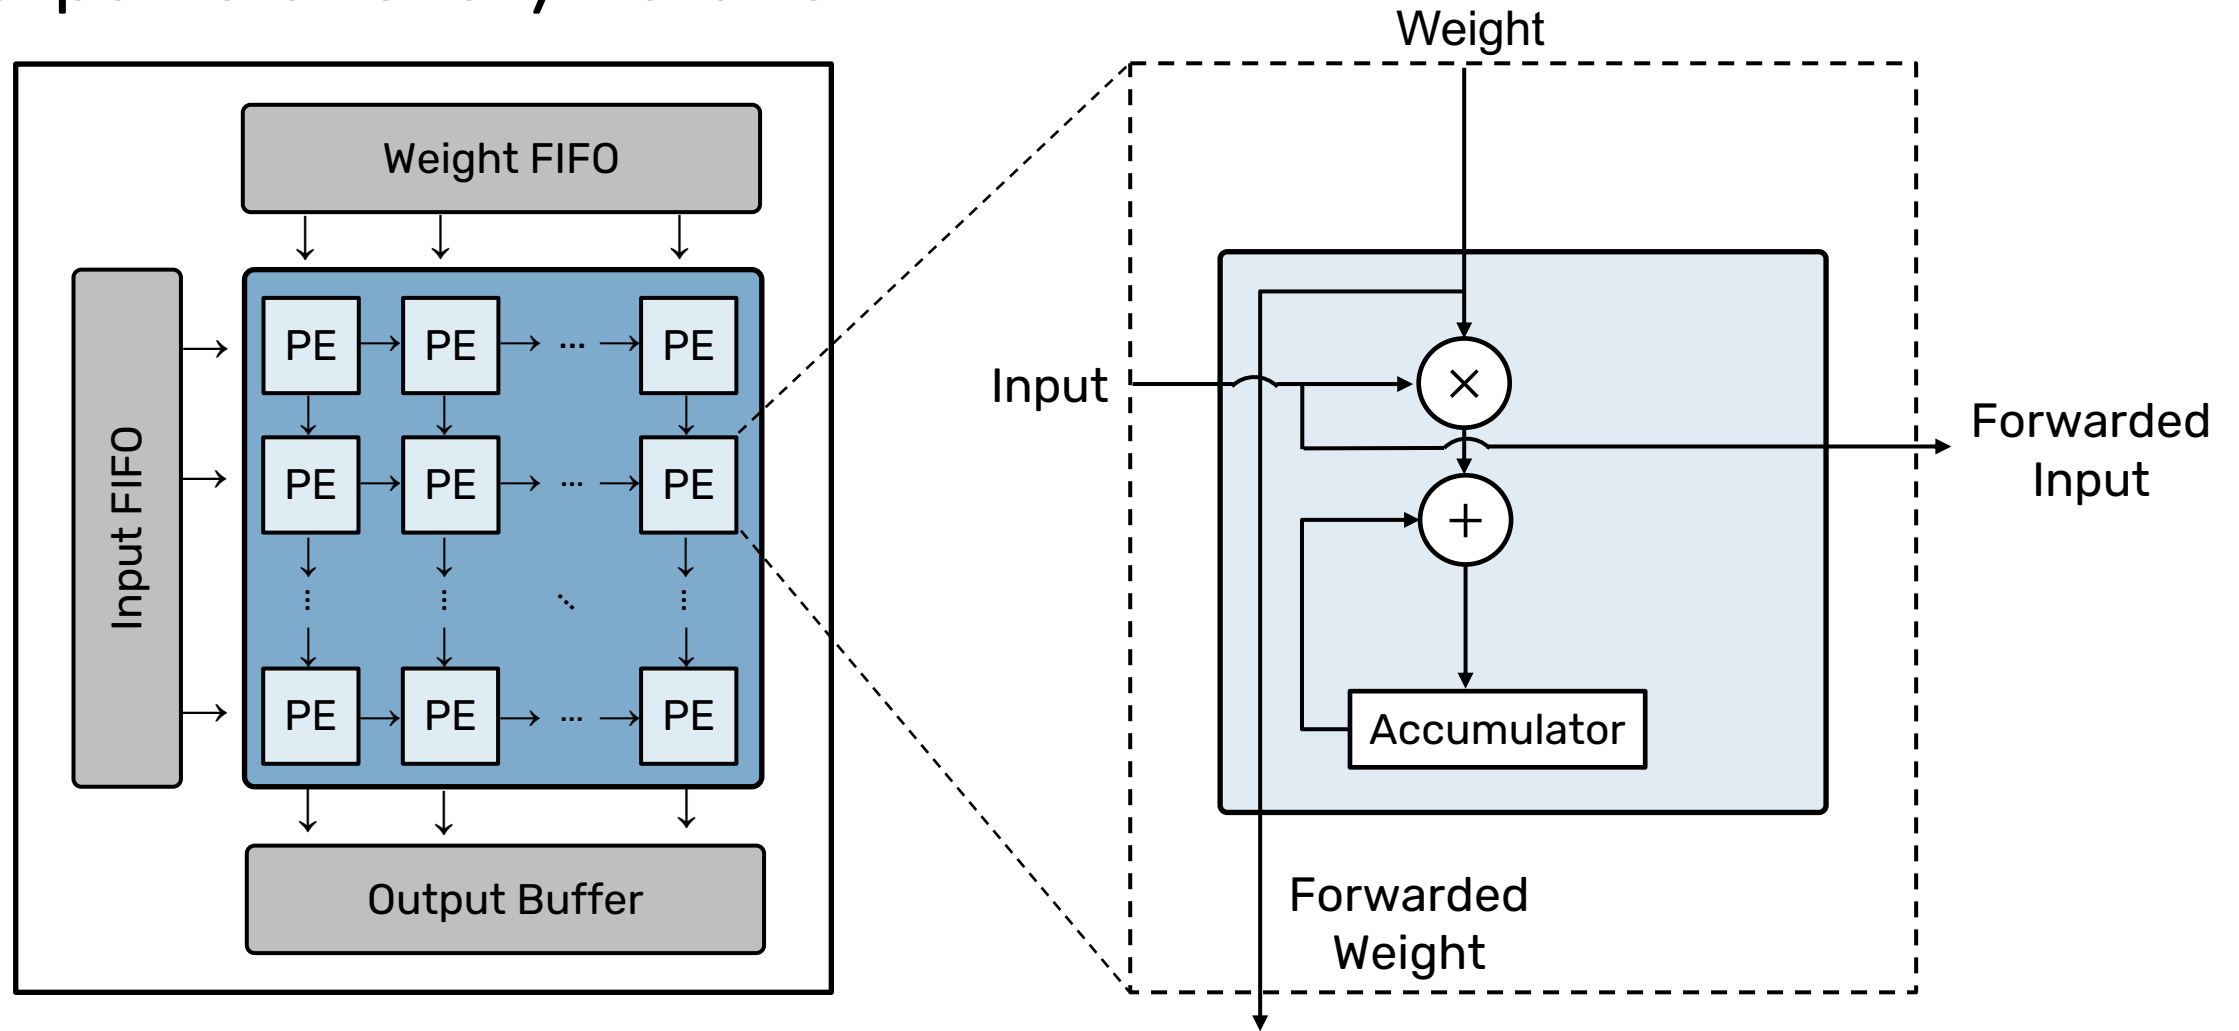 Weight
Weight FIFO
Input FIFO
PE PE ... PE
PE PE ... PE
... ... ... ...
PE PE ... PE
Output Buffer
Input
×
+
Accumulator
Forwarded
Input
Forwarded
Weight